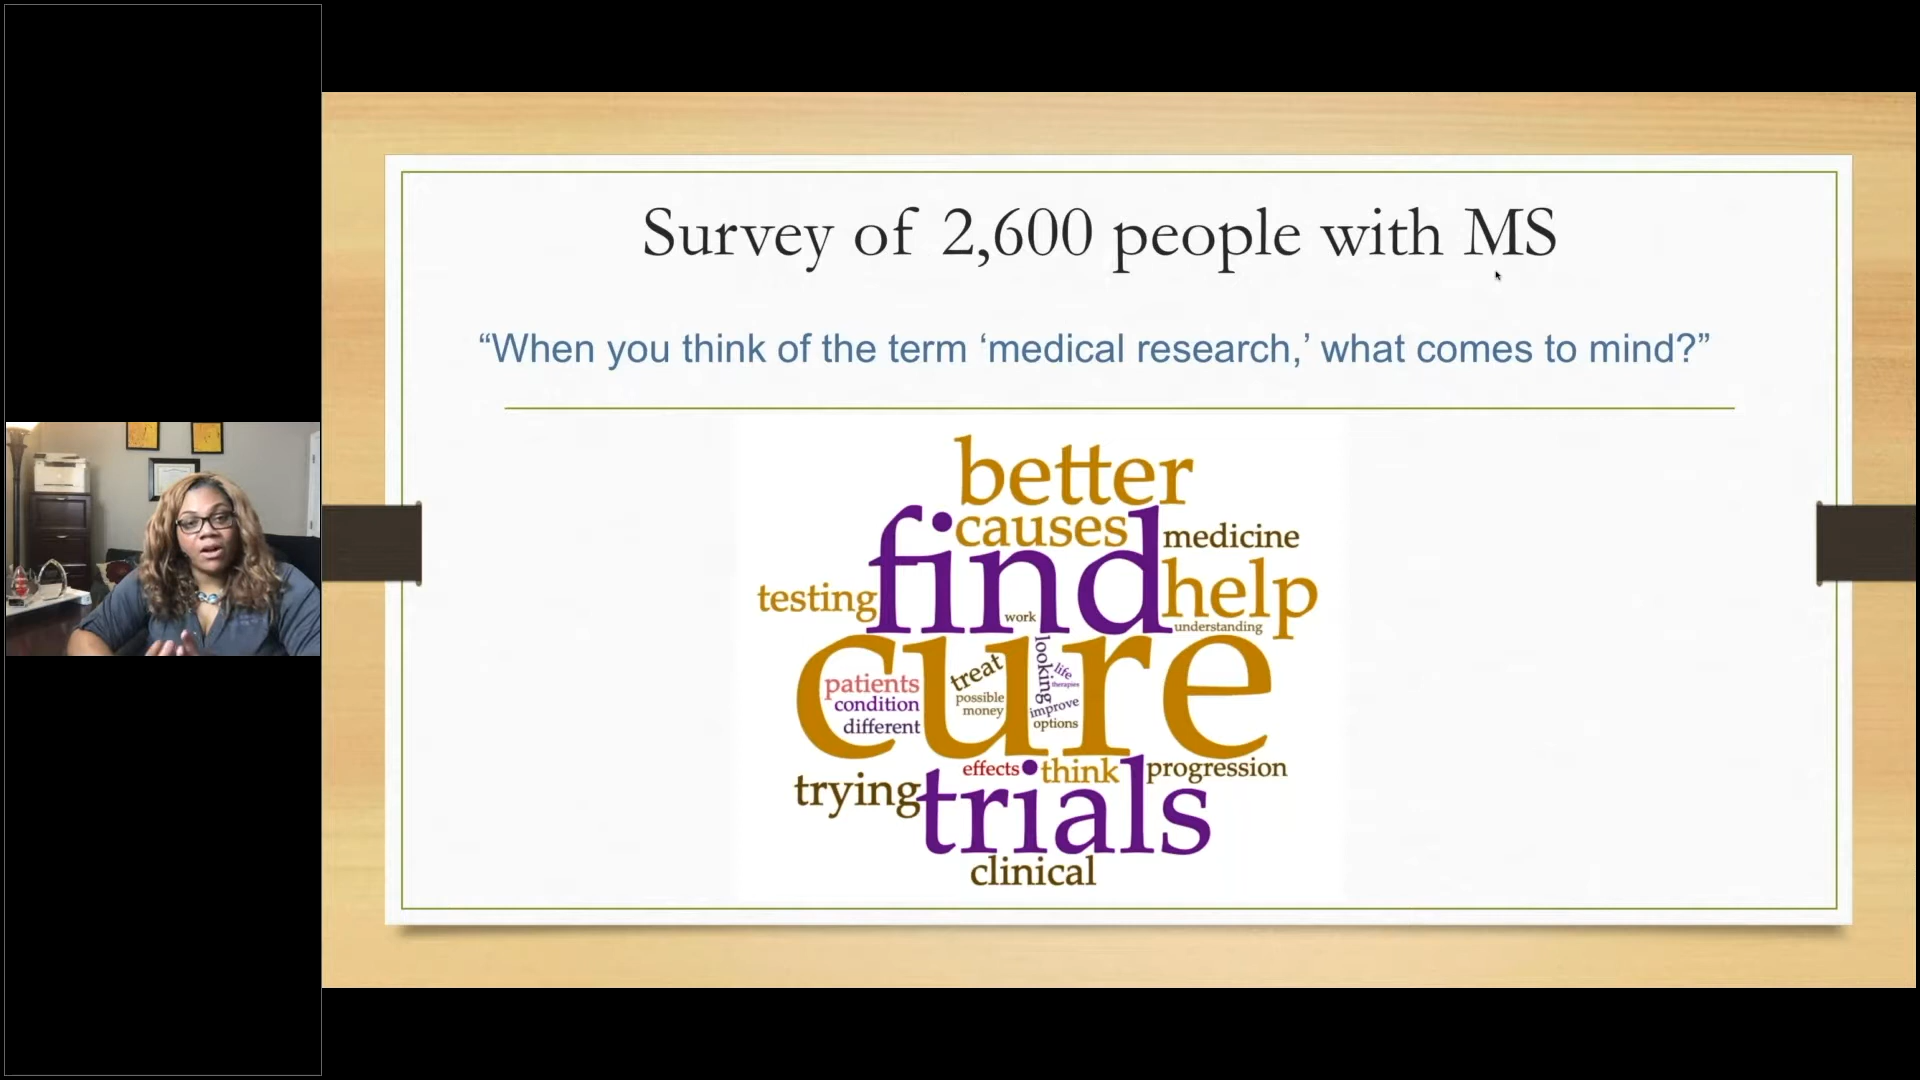 Survey of 2,600 people with MS
“When you think of the term ‘medical research,’ what comes to mind?”
better
causes
find
medicine
testing
help
work
understanding
cure
looking
life
treat
therapies
patients
possible
condition
improve
money
different
options
effects
think
progression
trying
trials
clinical